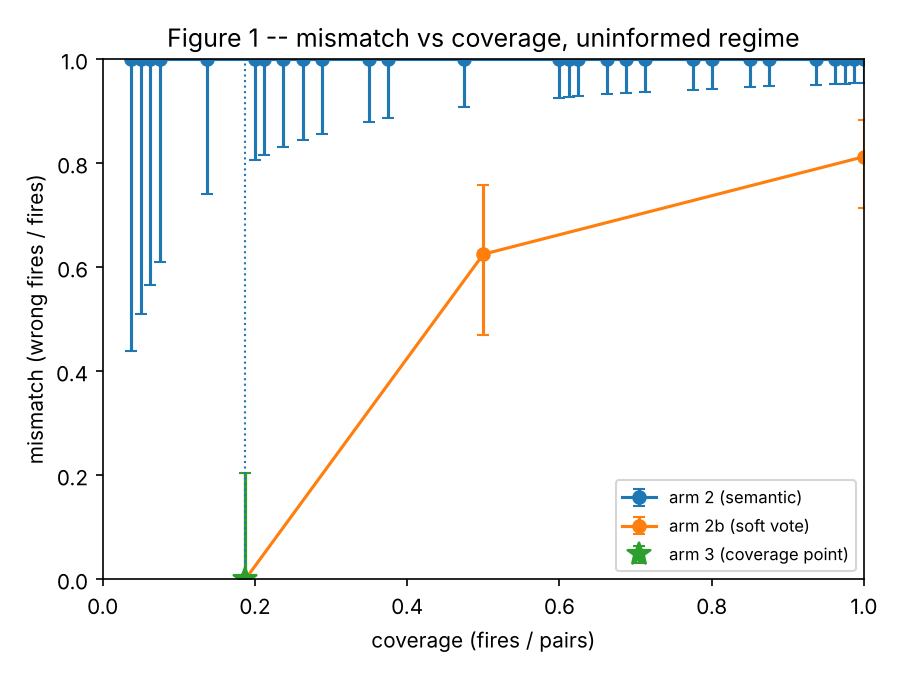 Figure 1 -- mismatch vs coverage, uninformed regime
1.0
0.8
0.6
0.4
0.2
0.0
mismatch (wrong fires / fires)
arm 2 (semantic)
arm 2b (soft vote)
arm 3 (coverage point)
0.0 0.2 0.4 0.6 0.8 1.0
coverage (fires / pairs)